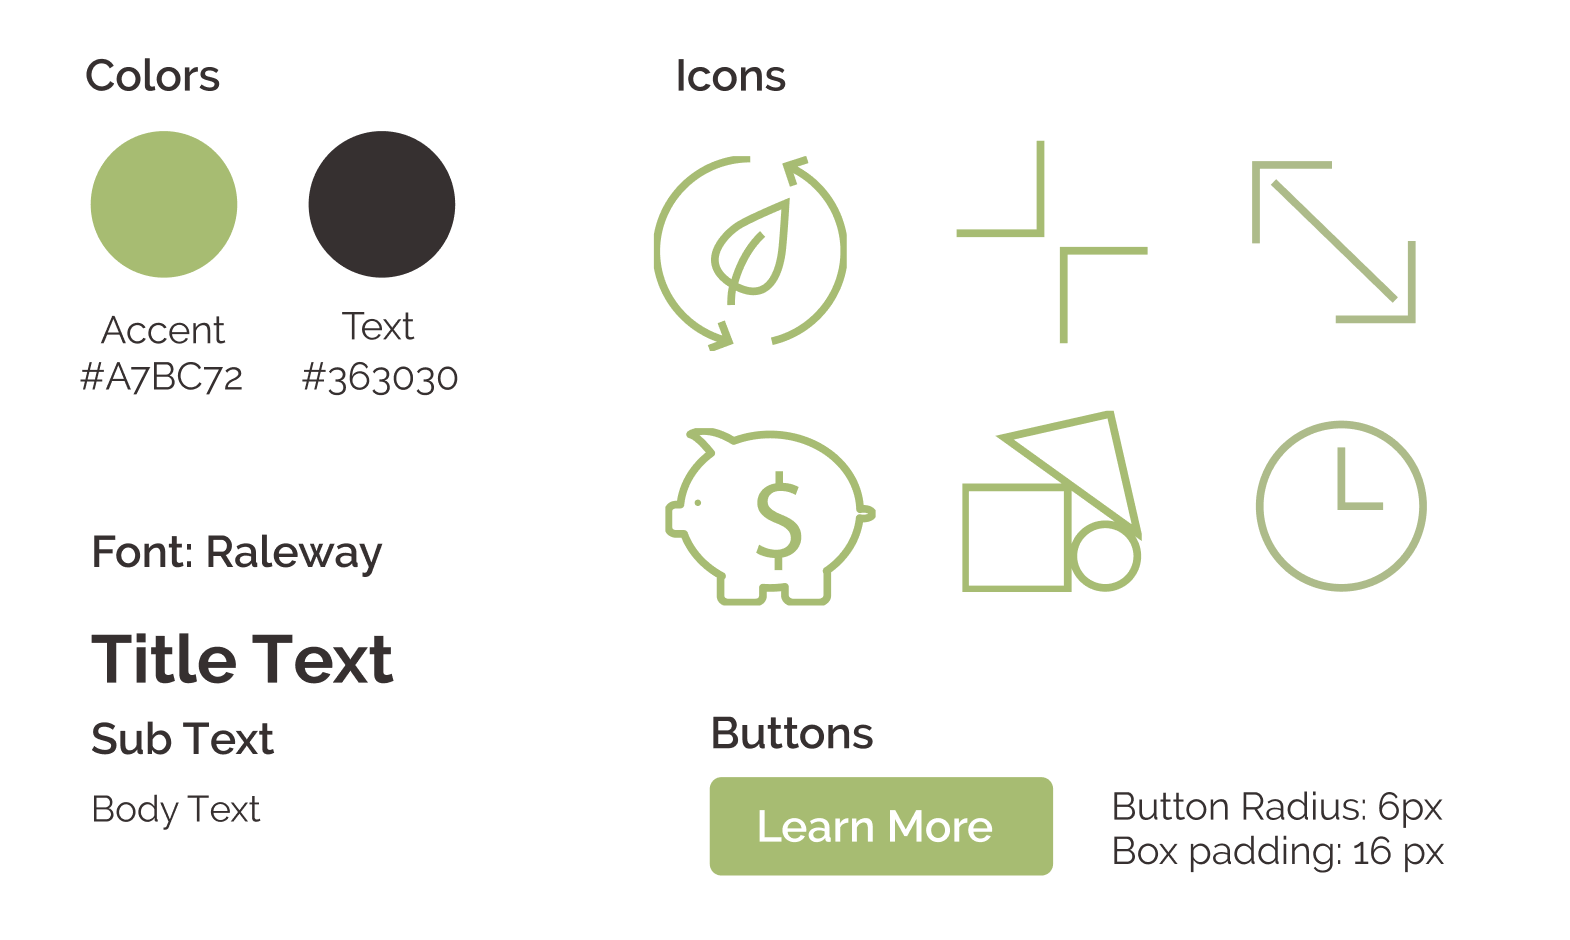 Colors
Accent
#A7BC72
Text
#363030
Font: Raleway
Title Text
Sub Text
Body Text
Icons
$
Buttons
Learn More
Button Radius: 6px
Box padding: 16 px